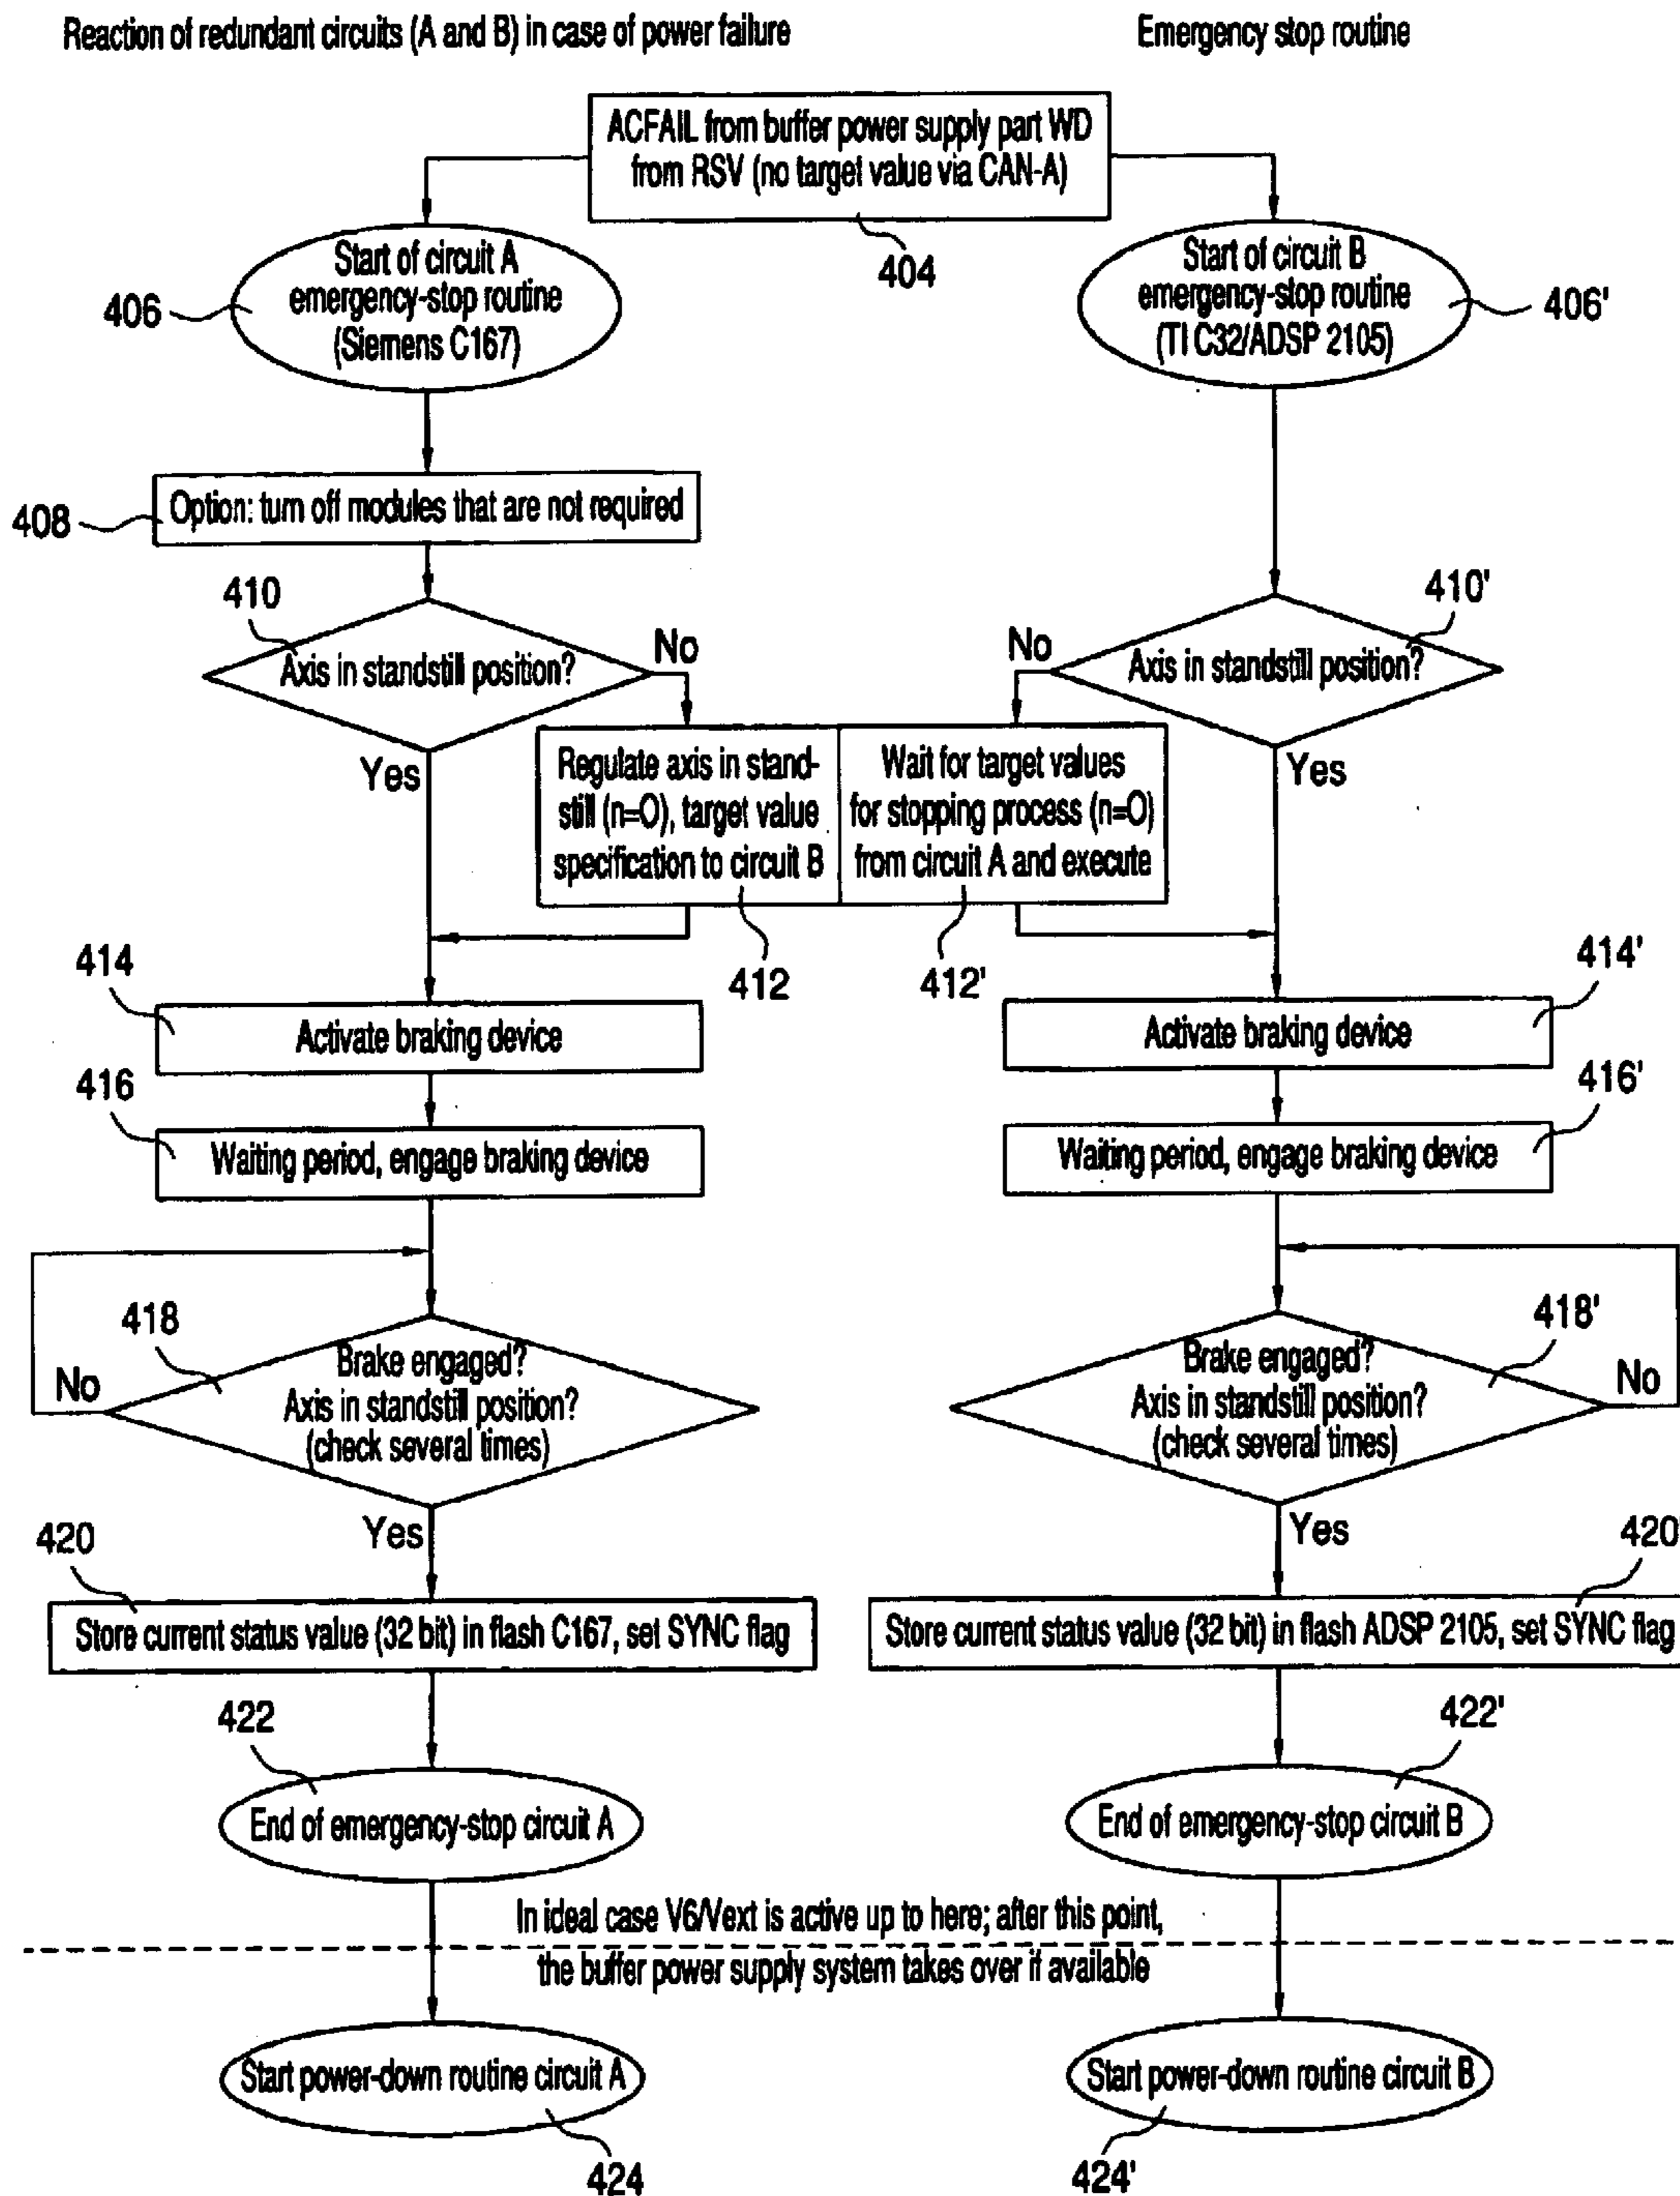 Reaction of redundant circuits (A and B) in case of power failure
Emergency stop routine
ACFAIL from buffer power supply part WD
from RSV (no target value via CAN-A)
404
Start of circuit A
emergency-stop routine
(Siemens C167)
406
Start of circuit B
emergency-stop routine
(TI C32/ADSP 2105)
406'
408
Option: turn off modules that are not required
410
Axis in standstill position?
No
Yes
410'
Axis in standstill position?
No
Yes
Regulate axis in stand-
still (n=O), target value
specification to circuit B
412
Wait for target values
for stopping process (n=O)
from circuit A and execute
412'
414
Activate braking device
414'
Activate braking device
416
Waiting period, engage braking device
416'
Waiting period, engage braking device
418
Brake engaged?
Axis in standstill position?
(check several times)
No
Yes
418'
Brake engaged?
Axis in standstill position?
(check several times)
No
Yes
420
Store current status value (32 bit) in flash C167, set SYNC flag
420'
Store current status value (32 bit) in flash ADSP 2105, set SYNC flag
422
End of emergency-stop circuit A
422'
End of emergency-stop circuit B
In ideal case V6/Vext is active up to here; after this point,
the buffer power supply system takes over if available
Start power-down routine circuit A
424
Start power-down routine circuit B
424'